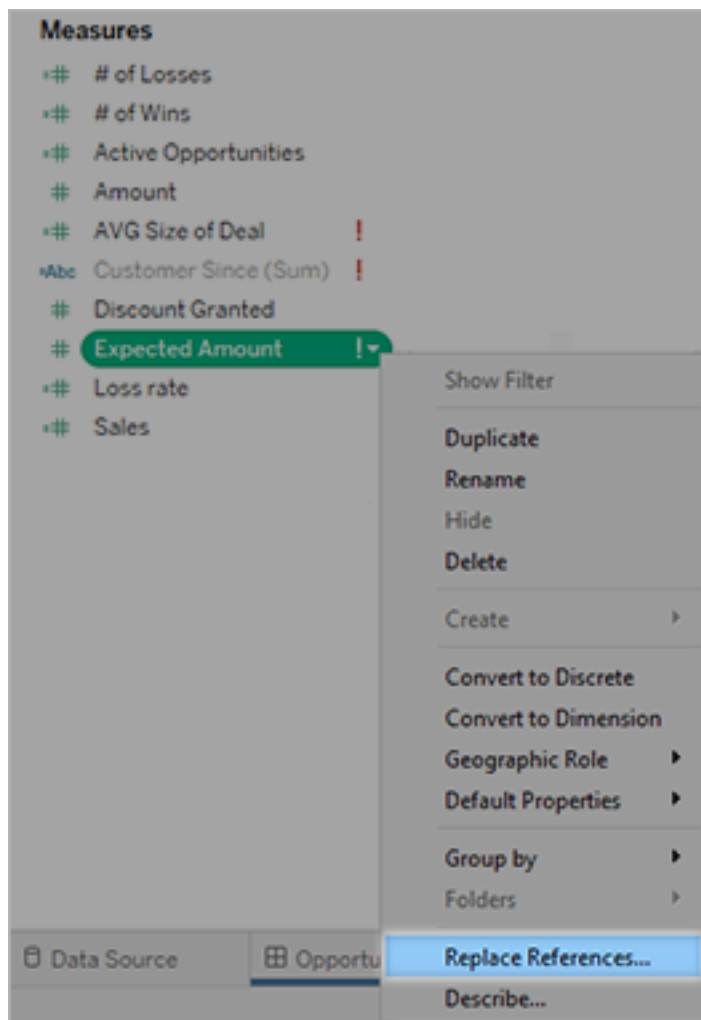 Measures
# of Losses
# of Wins
Active Opportunities
Amount
AVG Size of Deal !
Abc Customer Since (Sum) !
Discount Granted
Expected Amount !
Loss rate
Sales
Show Filter
Duplicate
Rename
Hide
Delete
Create
Convert to Discrete
Convert to Dimension
Geographic Role
Default Properties
Group by
Folders
Replace References...
Describe...
Data Source
Opportu